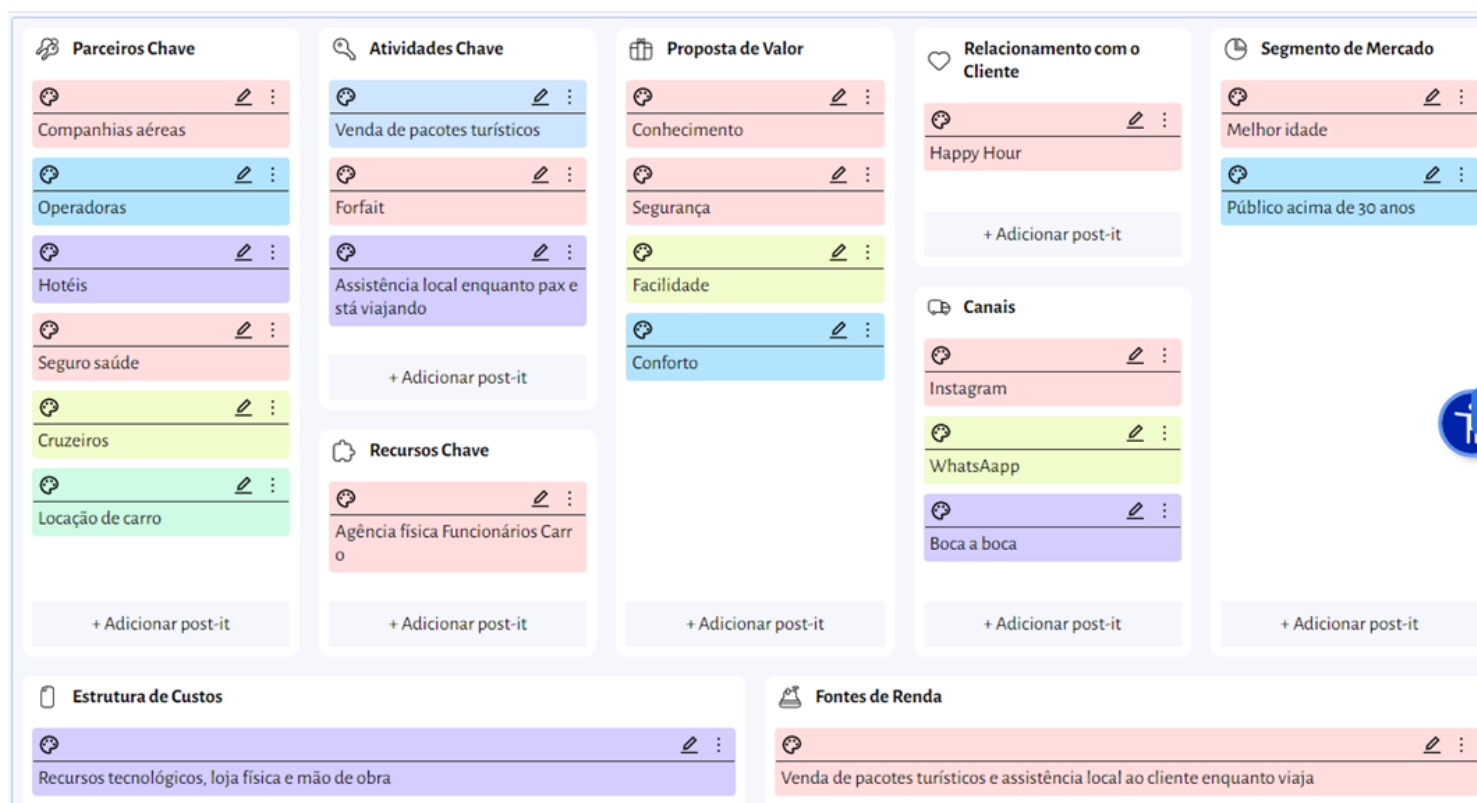 Parceiros Chave
Companhias aéreas
Operadoras
Hotéis
Seguro saúde
Cruzeiros
Locação de carro
+ Adicionar post-it
Atividades Chave
Venda de pacotes turísticos
Forfait
Assistência local enquanto pax e
stá viajando
+ Adicionar post-it
Recursos Chave
Agência física Funcionários Carr
o
+ Adicionar post-it
Proposta de Valor
Conhecimento
Segurança
Facilidade
Conforto
+ Adicionar post-it
Relacionamento com o
Cliente
Happy Hour
+ Adicionar post-it
Canais
Instagram
WhatsAapp
Boca a boca
+ Adicionar post-it
Segmento de Mercado
Melhor idade
Público acima de 30 anos
+ Adicionar post-it
Estrutura de Custos
Recursos tecnológicos, loja física e mão de obra
Fontes de Renda
Venda de pacotes turísticos e assistência local ao cliente enquanto viaja